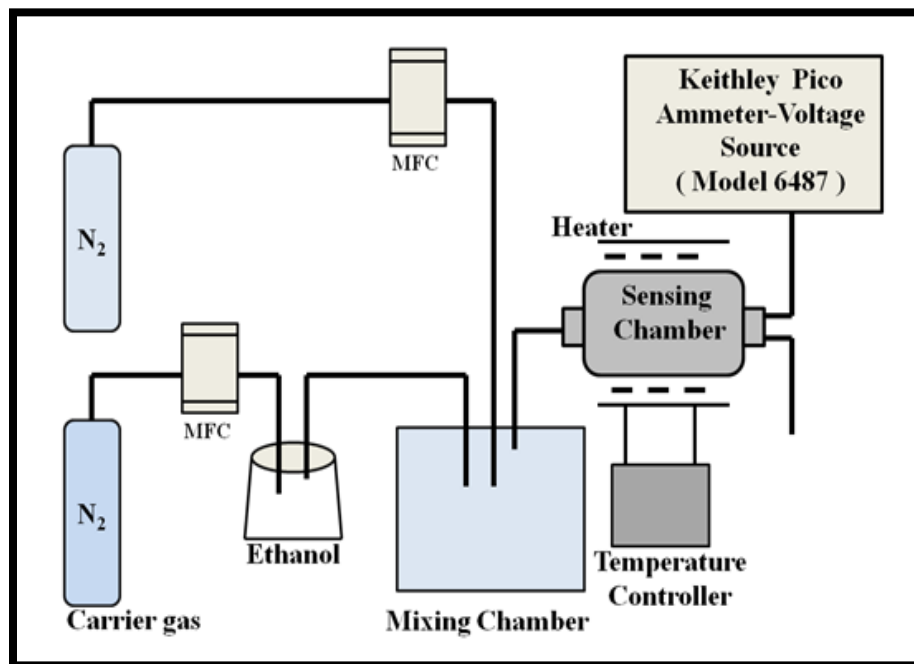 Keithley Pico
Ammeter-Voltage
Source
( Model 6487 )
MFC
N₂
Heater
Sensing
Chamber
MFC
N₂
Ethanol
Carrier gas
Mixing Chamber
Temperature
Controller